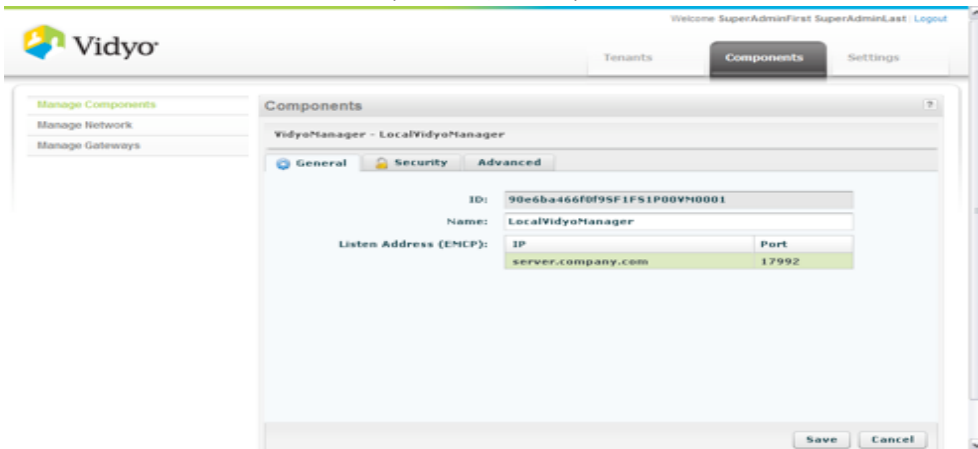 Welcome SuperAdminFirst SuperAdminLast Logout
Vidyo
Tenants Components Settings
Manage Components
Manage Network
Manage Gateways
Components ?
VidyoManager - LocalVidyoManager
General Security Advanced
ID: 90e6ba466f0f9SF1FS1P00VM0001
Name: LocalVidyoManager
Listen Address (EMCP): IP Port
server.company.com 17992
Save Cancel